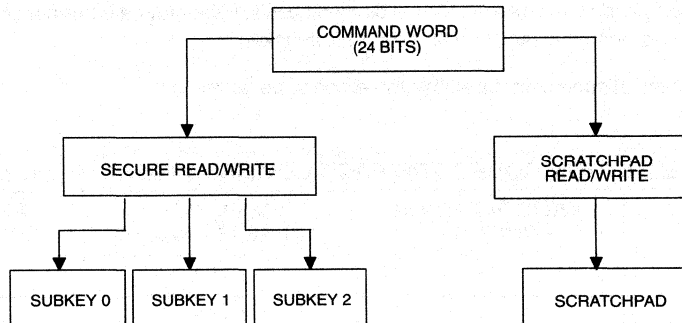 COMMAND WORD
(24 BITS)
SECURE READ/WRITE
SCRATCHPAD
READ/WRITE
SUBKEY 0
SUBKEY 1
SUBKEY 2
SCRATCHPAD